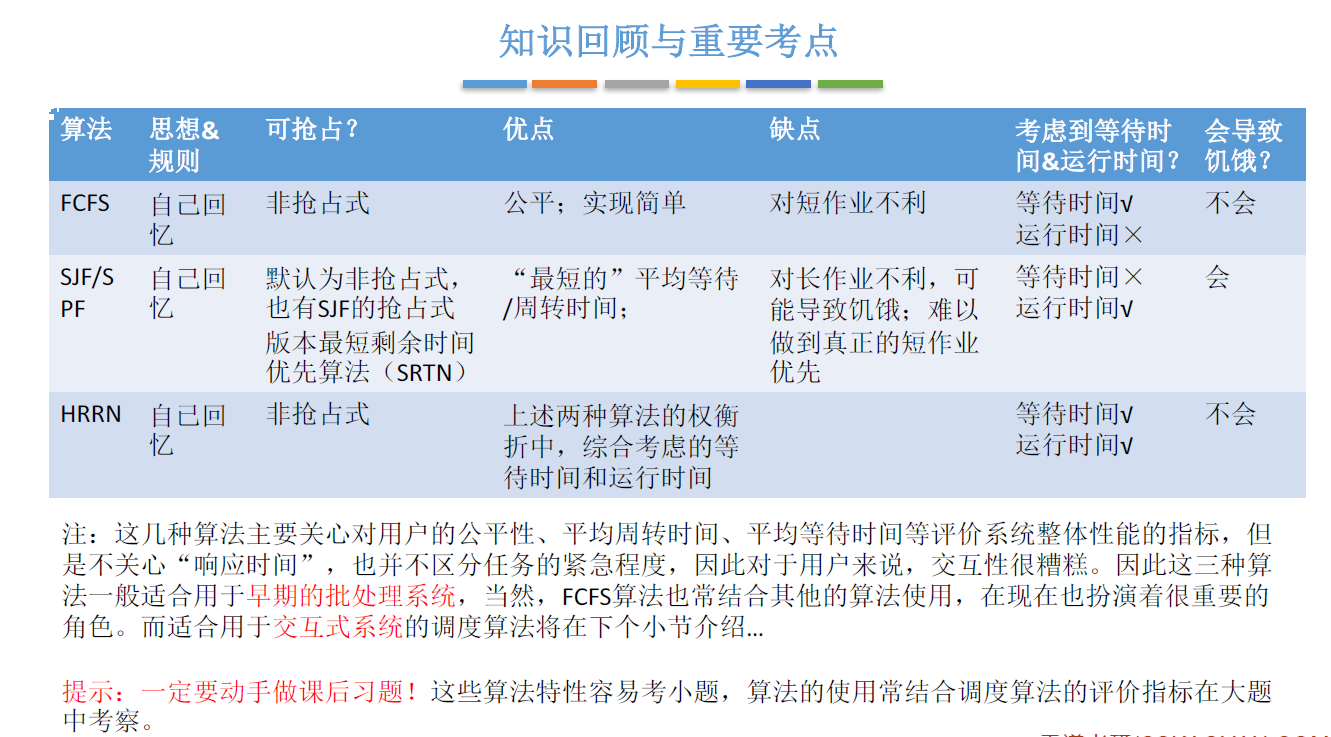 知识回顾与重要考点
算法 思想& 可抢占？ 优点 缺点 考虑到等待时 会导致
规则 间&运行时间？ 饥饿？
FCFS 自己回 非抢占式 公平；实现简单 对短作业不利 等待时间√ 不会
忆 运行时间×
SJF/S 自己回 默认为非抢占式， “最短的”平均等待 对长作业不利，可 等待时间× 会
PF 忆 也有SJF的抢占式 /周转时间； 能导致饥饿；难以 运行时间√
版本最短剩余时间 做到真正的短作业
优先算法（SRTN） 优先
HRRN 自己回 非抢占式 上述两种算法的权衡 等待时间√ 不会
忆 折中，综合考虑的等 运行时间√
待时间和运行时间
注：这几种算法主要关心对用户的公平性、平均周转时间、平均等待时间等评价系统整体性能的指标，但
是不关心“响应时间”，也并不区分任务的紧急程度，因此对于用户来说，交互性很糟糕。因此这三种算
法一般适合用于早期的批处理系统，当然，FCFS算法也常结合其他的算法使用，在现在也扮演着很重要的
角色。而适合用于交互式系统的调度算法将在下个小节介绍...
提示：一定要动手做课后习题！这些算法特性容易考小题，算法的使用常结合调度算法的评价指标在大题
中考察。